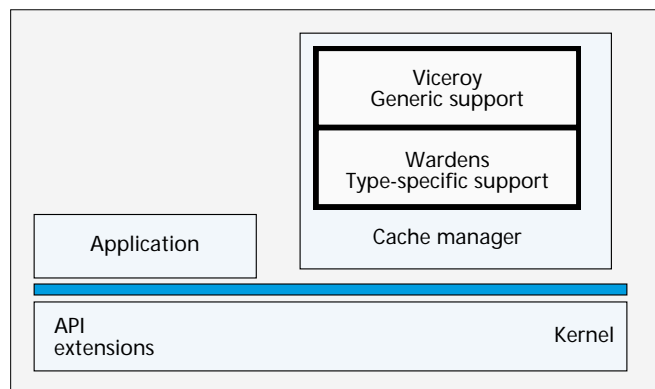 Viceroy
Generic support
Wardens
Type-specific support
Cache manager
Application
API
extensions
Kernel